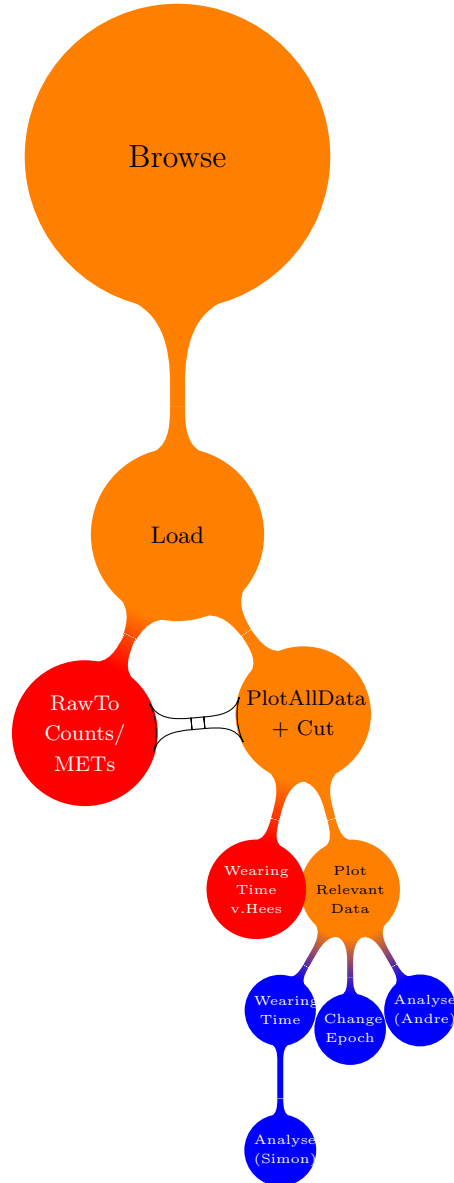 Browse
Load
RawTo
Counts/
METs
PlotAllData
+ Cut
Wearing
Time
v.Hees
Plot
Relevant
Data
Wearing
Time
Change
Epoch
Analyse
(Andre)
Analyse
(Simon)